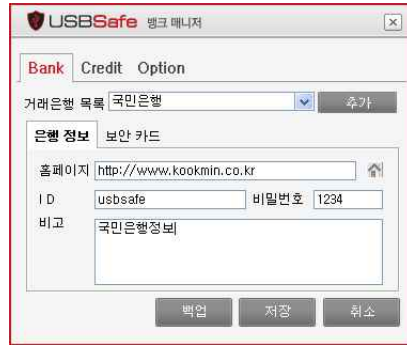 USBSafe 뱅크 매니저
Bank Credit Option
거래은행 목록 국민은행 추가
은행 정보 보안 카드
홈페이지 http://www.kookmin.co.kr
ID usbsafe 비밀번호 1234
비고 국민은행정보
백업 저장 취소